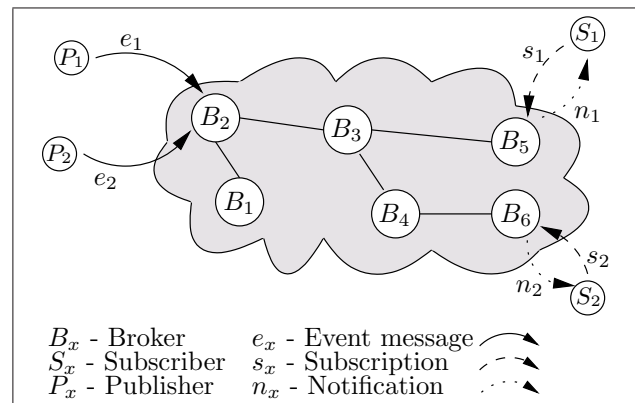 P1
e1
S1
s1
B2
B3
n1
B5
P2
e2
B1
B4
B6
s2
n2
S2
Bx - Broker
ex - Event message
Sx - Subscriber
sx - Subscription
Px - Publisher
nx - Notification